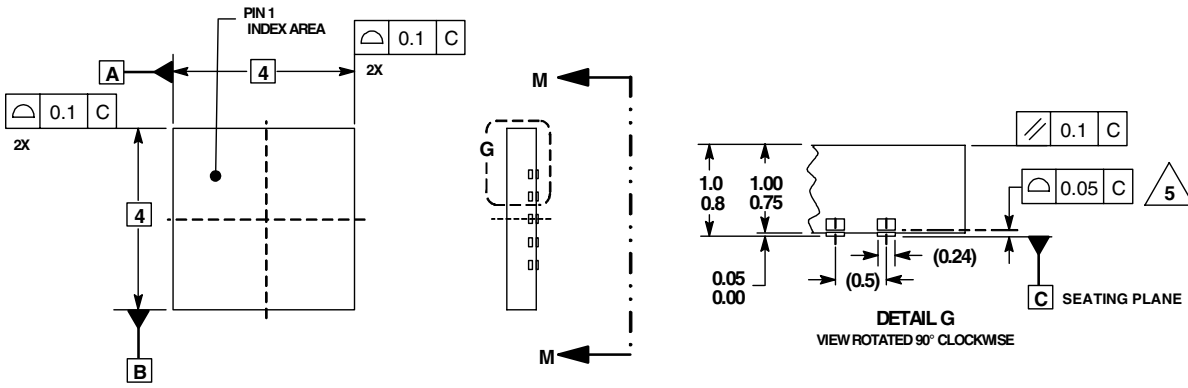 PIN 1
INDEX AREA
⌓ 0.1 C
2X
A
4
⌓ 0.1 C
2X
4
B
M
G
M
⫽ 0.1 C
⌓ 0.05 C
5
1.0
0.8
1.00
0.75
0.05
0.00
(0.24)
(0.5)
C SEATING PLANE
DETAIL G
VIEW ROTATED 90° CLOCKWISE